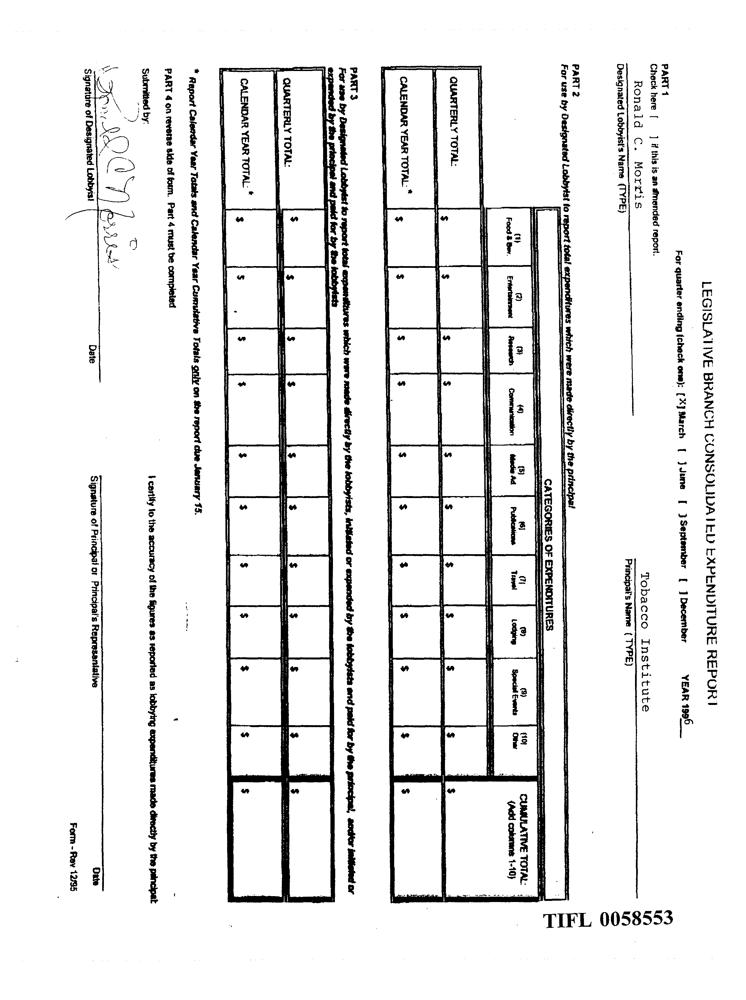 LEGISLATIVE BRANCH CONSOLIDATED EXPENDITURE REPORT
For quarter ending (check one): [X] March [ ] June [ ] September [ ] December YEAR 1996
PART 1
Check here [ ] if this is an amended report.
Ronald C. Morris
Designated Lobbyist's Name (TYPE)
Tobacco Institute
Principal's Name (TYPE)
PART 2
For use by Designated Lobbyist to report total expenditures which were made directly by the principal
CATEGORIES OF EXPENDITURES
(1) Food & Bev. (2) Entertainment (3) Research (4) Communication (5) Media Ad (6) Publications (7) Travel (8) Lodging (9) Special Events (10) Other CUMULATIVE TOTAL: (Add columns 1-10)
QUARTERLY TOTAL: $ $ $ $ $ $ $ $ $ $ $
CALENDAR YEAR TOTAL: * $ $ $ $ $ $ $ $ $ $ $
PART 3
For use by Designated Lobbyist to report total expenditures which were made directly by the lobbyists, initiated or expended by the lobbyists and paid for by the principal, and/or initiated or
expended by the principal and paid for by the lobbyists
QUARTERLY TOTAL: $ $ $ $ $ $ $ $ $ $ $
CALENDAR YEAR TOTAL: * $ $ $ $ $ $ $ $ $ $ $
* Report Calendar Year Totals and Calendar Year Cumulative Totals only on the report due January 15.
PART 4 on reverse side of form. Part 4 must be completed
Submitted by:
I certify to the accuracy of the figures as reported as lobbying expenditures made directly by the principal:
Ronald C Morris
Signature of Designated Lobbyist
Date
Signature of Principal or Principal's Representative
Date
Form - Rev 12/95
TIFL 0058553